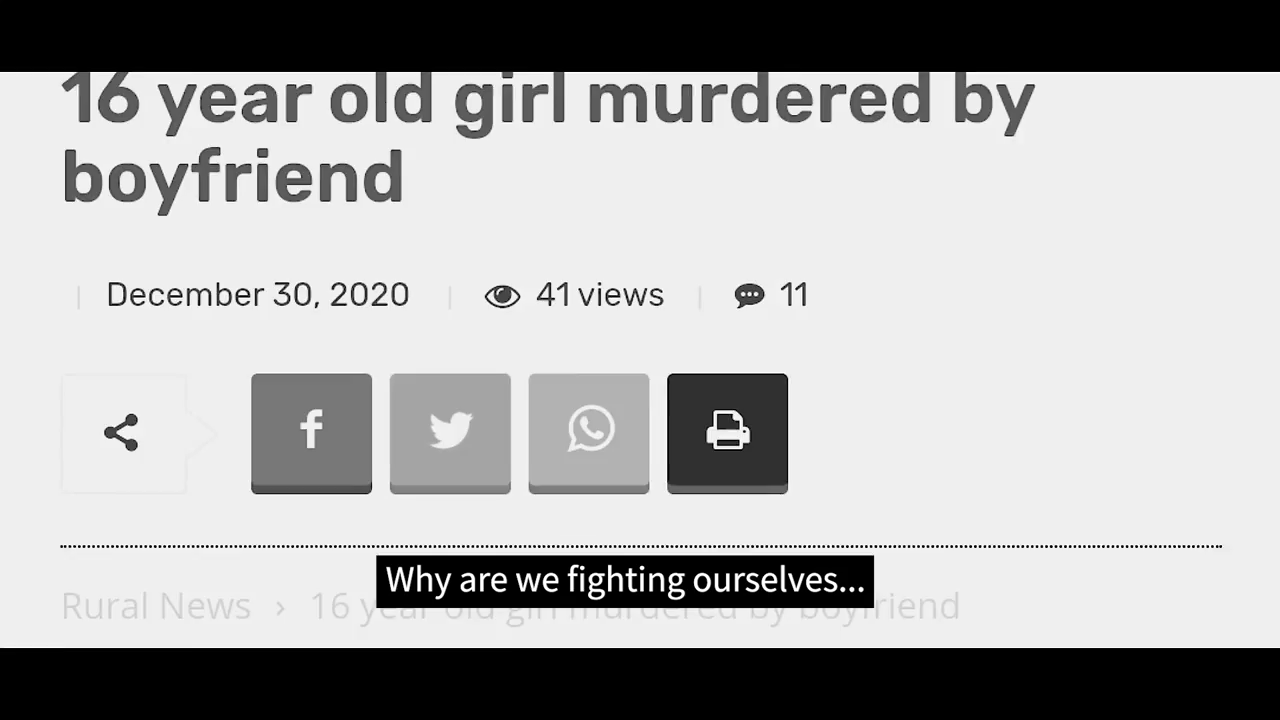 16 year old girl murdered by
boyfriend
December 30, 2020 41 views 11
f
Why are we fighting ourselves...
Rural News › 16 year old girl murdered by boyfriend